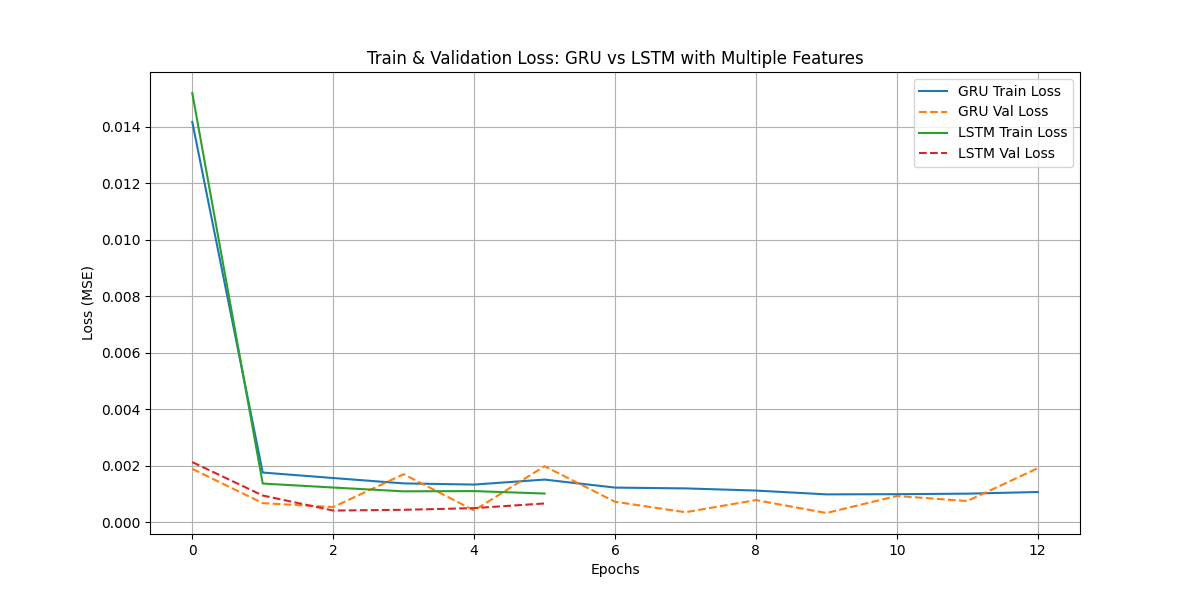 Train & Validation Loss: GRU vs LSTM with Multiple Features
GRU Train Loss
GRU Val Loss
LSTM Train Loss
LSTM Val Loss
Loss (MSE)
0.014
0.012
0.010
0.008
0.006
0.004
0.002
0.000
0 2 4 6 8 10 12
Epochs